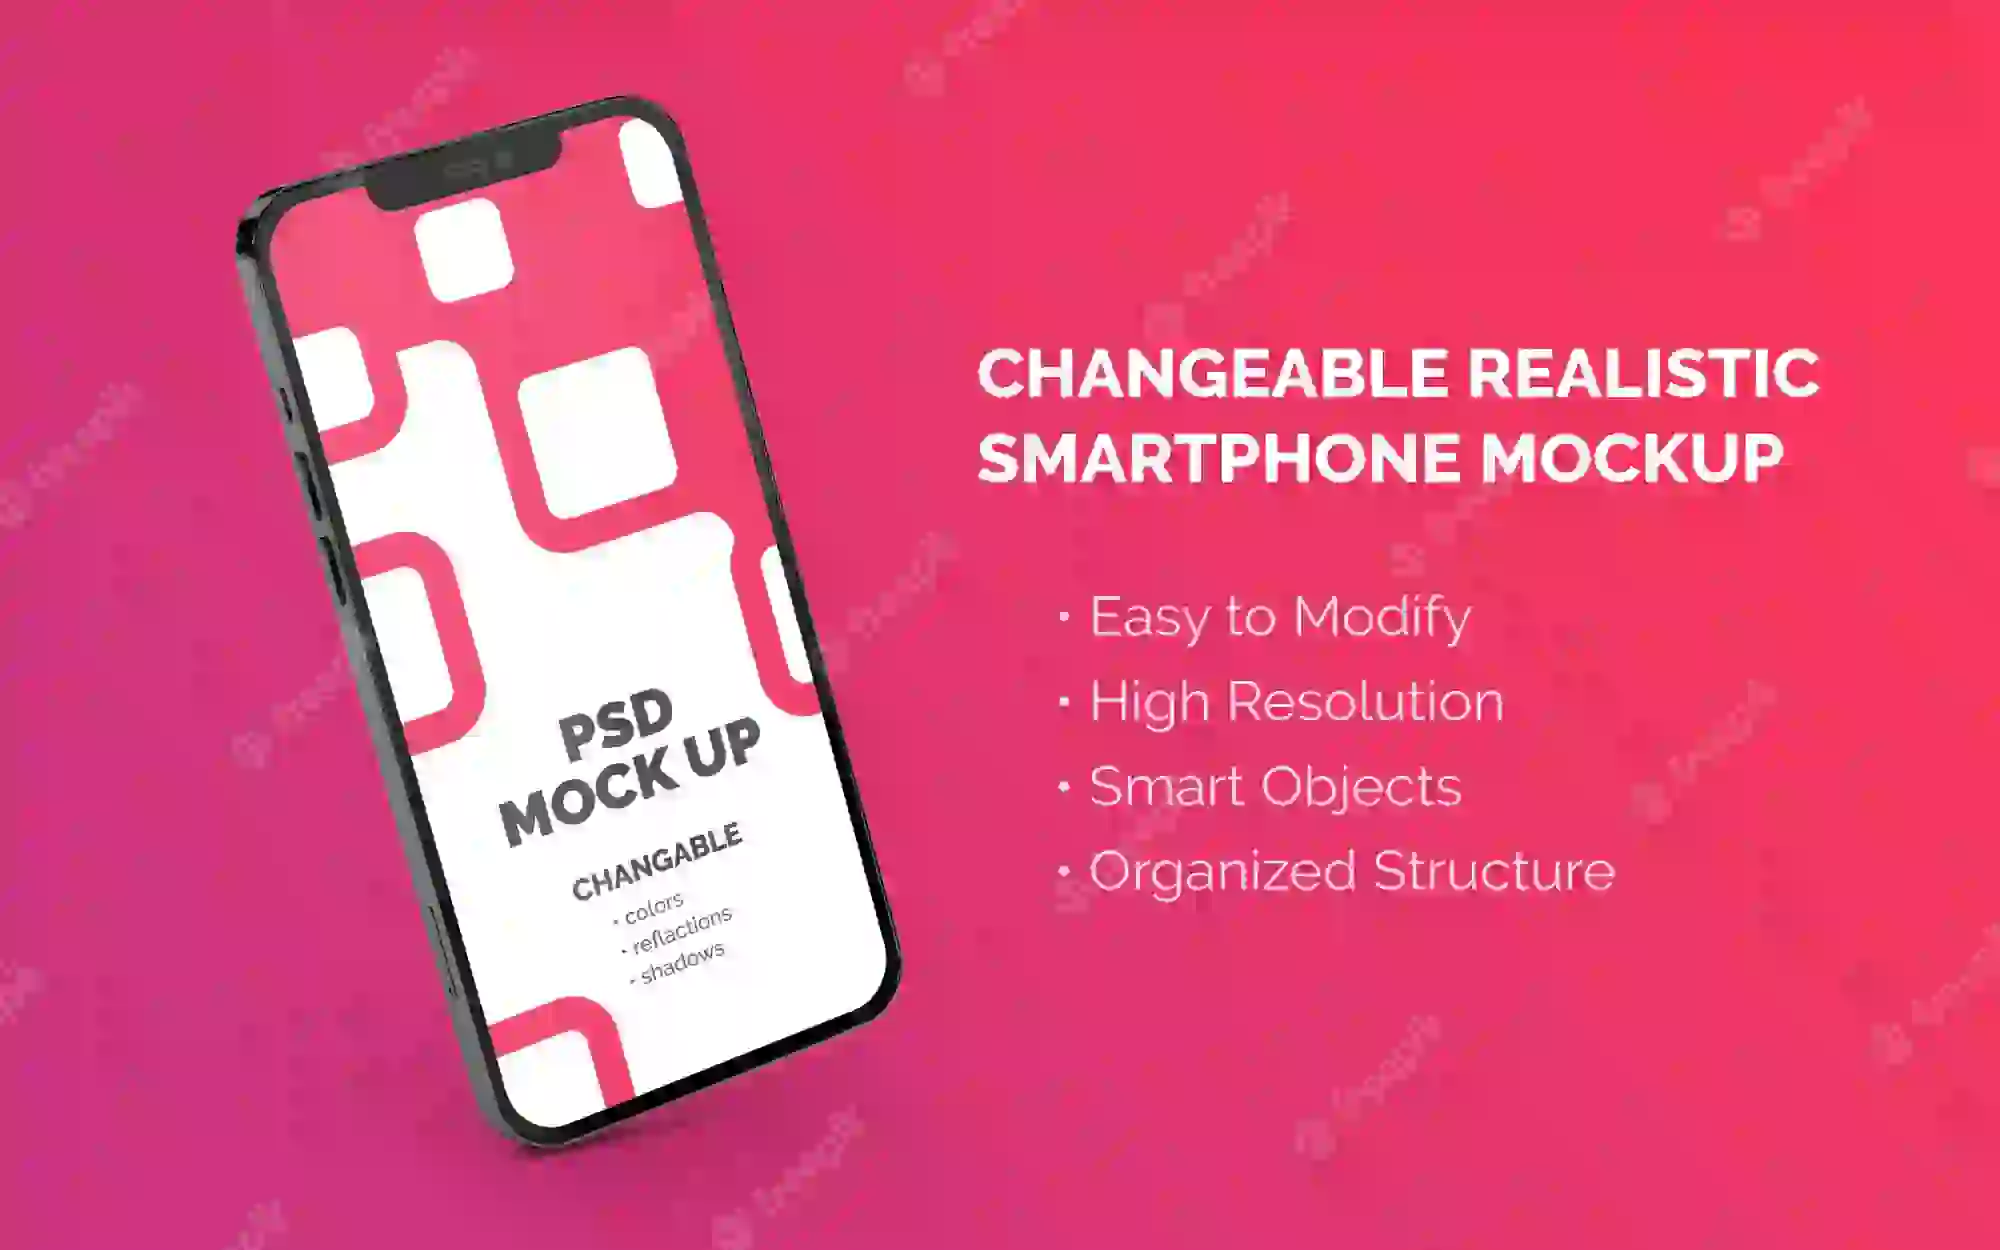 CHANGEABLE REALISTIC
SMARTPHONE MOCKUP
• Easy to Modify
• High Resolution
• Smart Objects
• Organized Structure
PSD
MOCK UP
CHANGABLE
• colors
• reflactions
• shadows
freepik